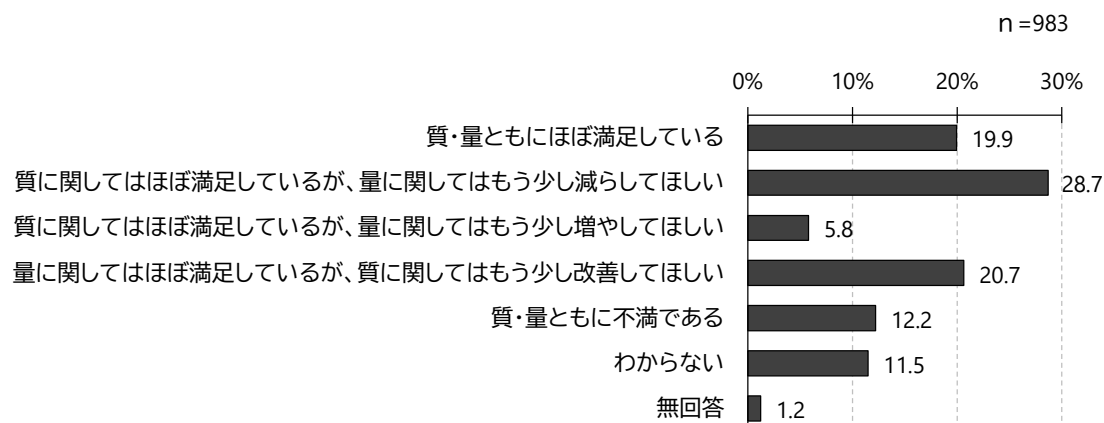 n=983
0% 10% 20% 30%
質・量ともにほぼ満足している 19.9
質に関してはほぼ満足しているが、量に関してはもう少し減らしてほしい 28.7
質に関してはほぼ満足しているが、量に関してはもう少し増やしてほしい 5.8
量に関してはほぼ満足しているが、質に関してはもう少し改善してほしい 20.7
質・量ともに不満である 12.2
わからない 11.5
無回答 1.2